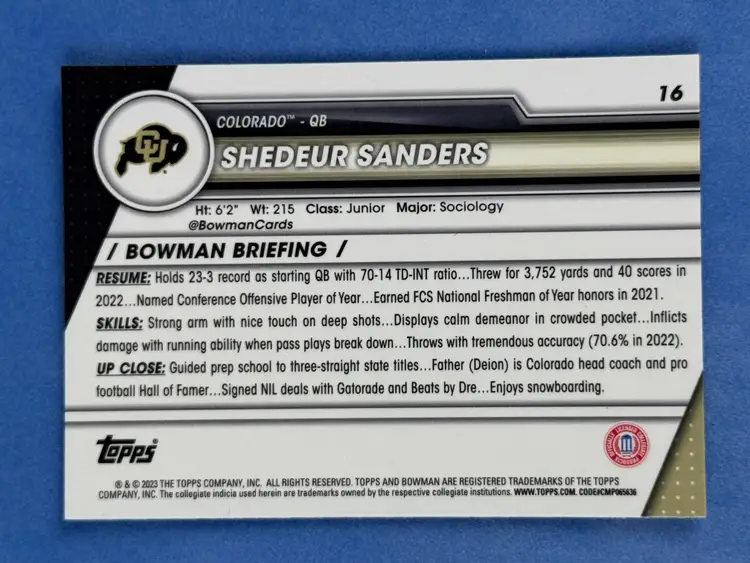 16
COLORADO™ - QB
CU
SHEDEUR SANDERS
Ht: 6'2" Wt: 215 Class: Junior Major: Sociology
@BowmanCards
/ BOWMAN BRIEFING /
RESUME: Holds 23-3 record as starting QB with 70-14 TD-INT ratio...Threw for 3,752 yards and 40 scores in
2022...Named Conference Offensive Player of Year...Earned FCS National Freshman of Year honors in 2021.
SKILLS: Strong arm with nice touch on deep shots...Displays calm demeanor in crowded pocket...Inflicts
damage with running ability when pass plays break down...Throws with tremendous accuracy (70.6% in 2022).
UP CLOSE: Guided prep school to three-straight state titles...Father (Deion) is Colorado head coach and pro
football Hall of Famer...Signed NIL deals with Gatorade and Beats by Dre...Enjoys snowboarding.
Topps
OFFICIALLY LICENSED COLLEGIATE PRODUCTS
® & © 2023 THE TOPPS COMPANY, INC. ALL RIGHTS RESERVED. TOPPS AND BOWMAN ARE REGISTERED TRADEMARKS OF THE TOPPS
COMPANY, INC. The collegiate indicia used herein are trademarks owned by the respective collegiate institutions. WWW.TOPPS.COM. CODE#CMP065636